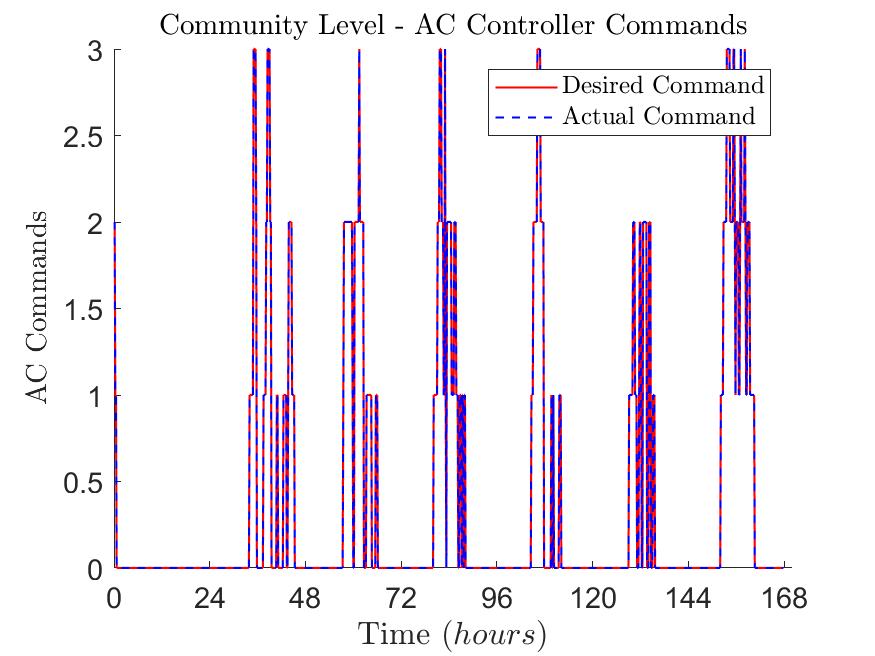 Community Level - AC Controller Commands
3
2.5
2
1.5
1
0.5
0
AC Commands
Desired Command
Actual Command
0 24 48 72 96 120 144 168
Time (hours)